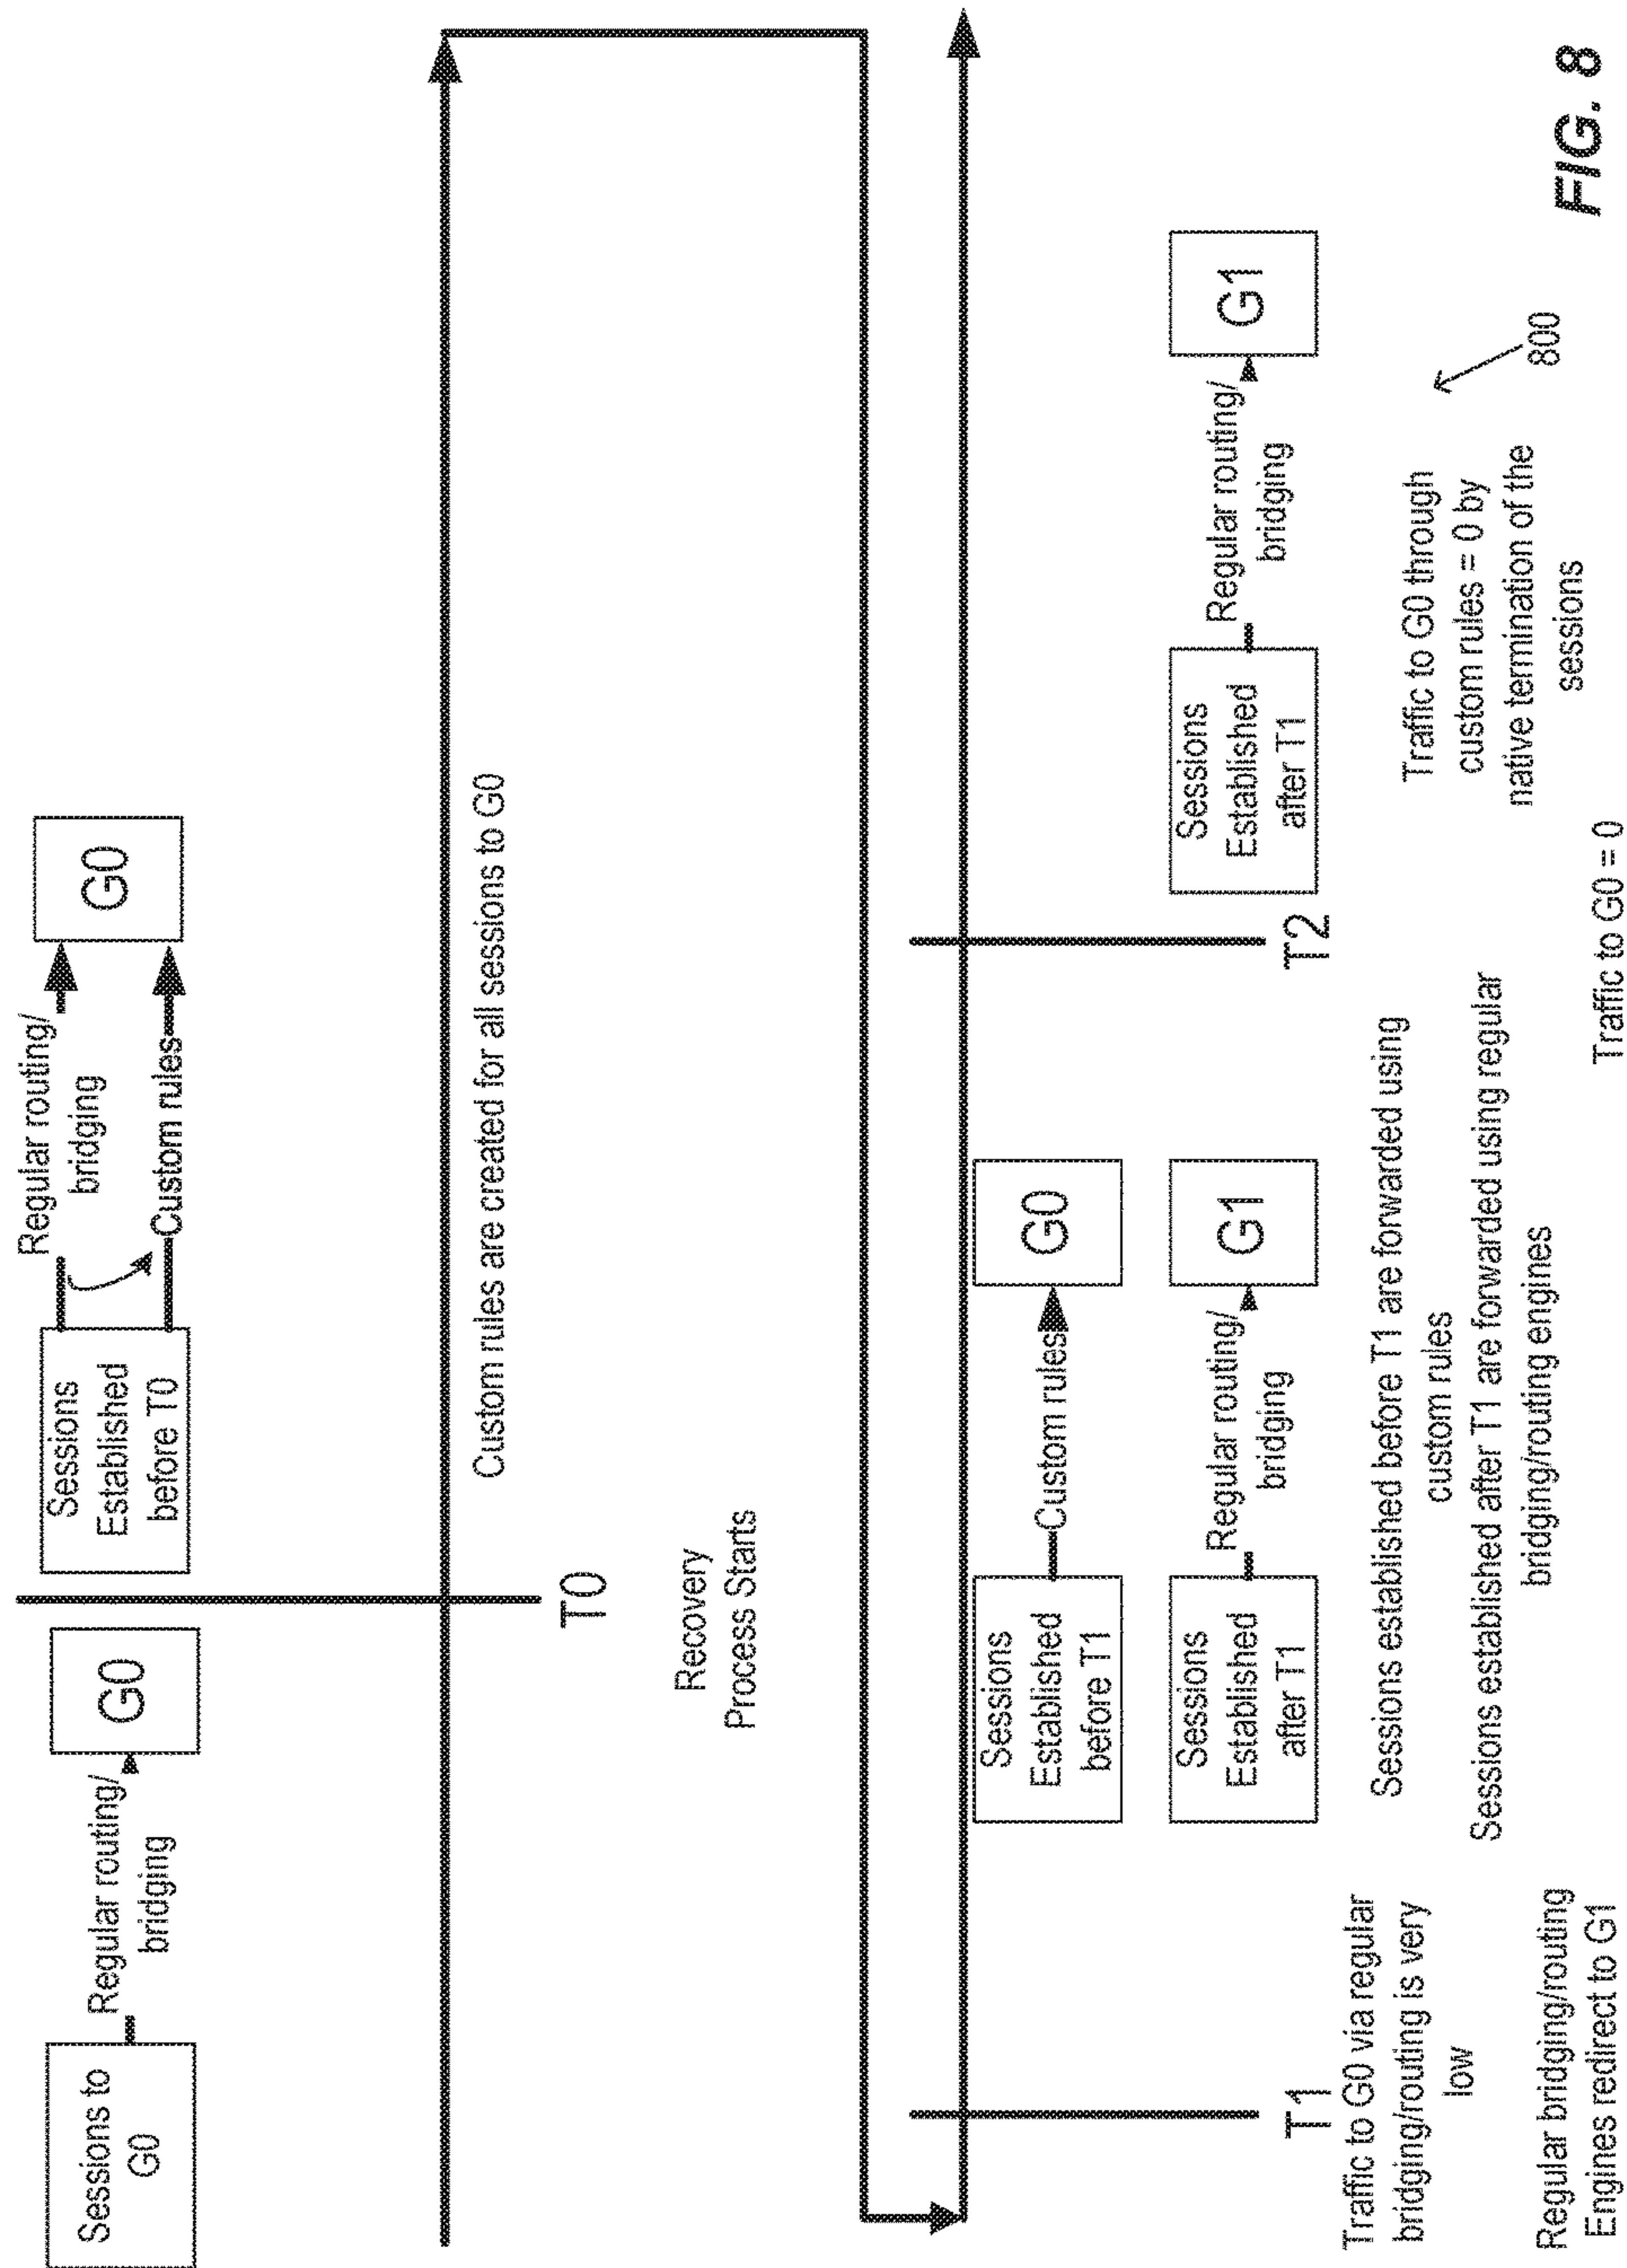 Sessions to
G0
Regular routing/
bridging
G0
Sessions
Established
before T0
Regular routing/
bridging
Custom rules
G0
T0
Custom rules are created for all sessions to G0
Recovery
Process Starts
Sessions
Established
before T1
Custom rules
G0
Sessions
Established
after T1
Regular routing/
bridging
G1
Sessions
Established
after T1
Regular routing/
bridging
G1
T1
Traffic to G0 via regular
bridging/routing is very
low
Regular bridging/routing
Engines redirect to G1
Sessions established before T1 are forwarded using
custom rules
Sessions established after T1 are forwarded using regular
bridging/routing engines
T2
Traffic to G0 through
custom rules = 0 by
native termination of the
sessions
Traffic to G0 = 0
800
FIG. 8